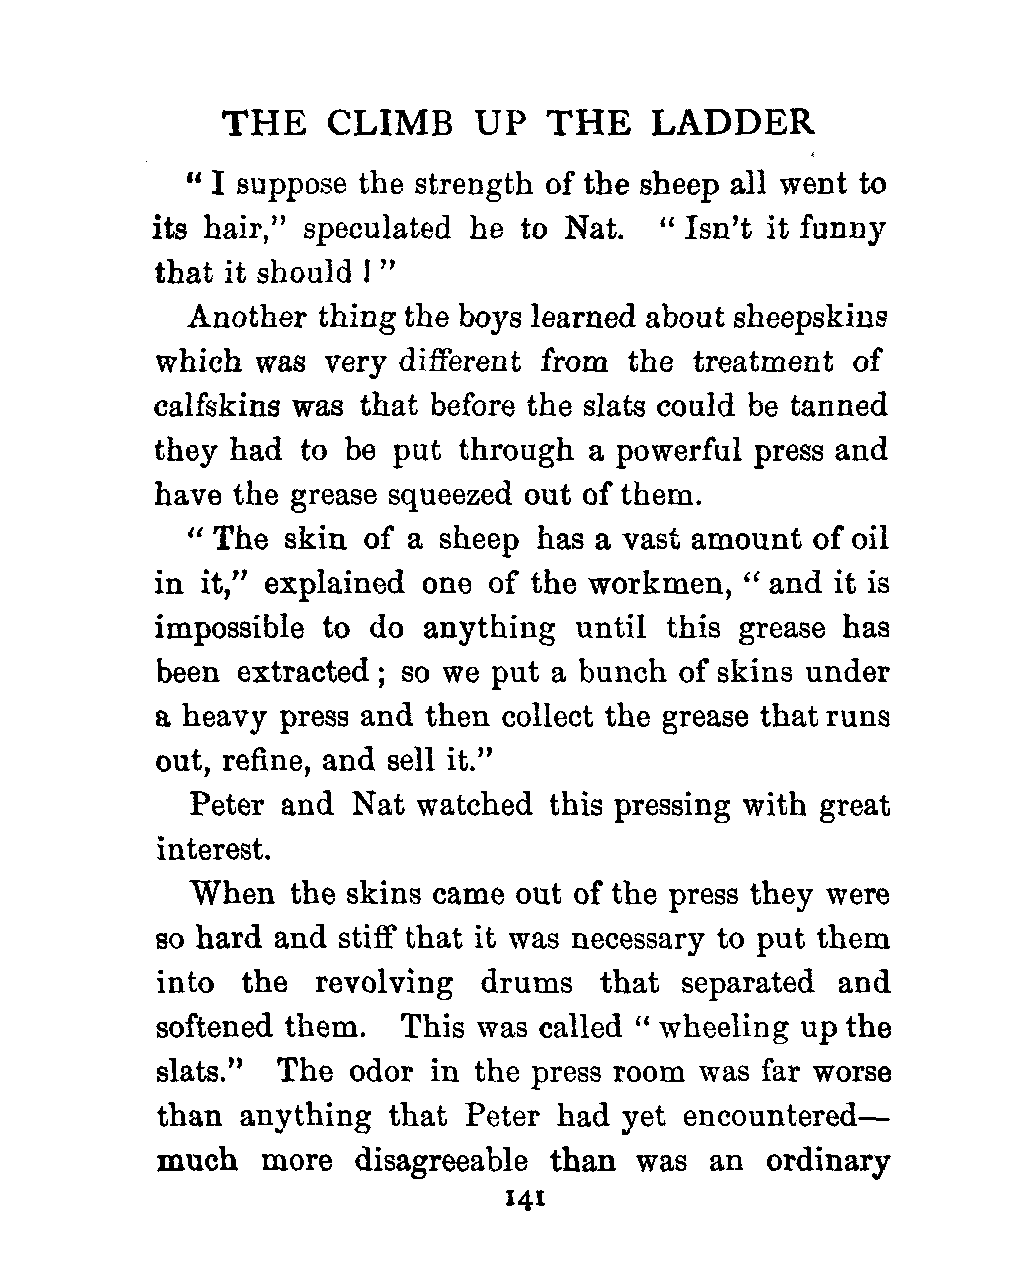 THE CLIMB UP THE LADDER
“ I suppose the strength of the sheep all went to
its hair,” speculated he to Nat. “ Isn’t it funny
that it should ! ”
Another thing the boys learned about sheepskins
which was very different from the treatment of
calfskins was that before the slats could be tanned
they had to be put through a powerful press and
have the grease squeezed out of them.
“ The skin of a sheep has a vast amount of oil
in it,” explained one of the workmen, “ and it is
impossible to do anything until this grease has
been extracted ; so we put a bunch of skins under
a heavy press and then collect the grease that runs
out, refine, and sell it.”
Peter and Nat watched this pressing with great
interest.
When the skins came out of the press they were
so hard and stiff that it was necessary to put them
into the revolving drums that separated and
softened them. This was called “ wheeling up the
slats.” The odor in the press room was far worse
than anything that Peter had yet encountered—
much more disagreeable than was an ordinary
141